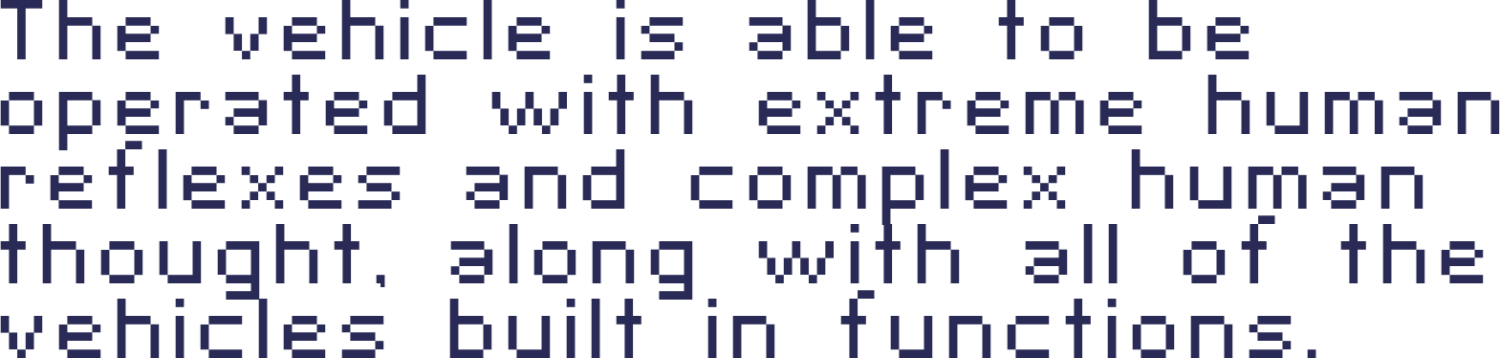 The vehicle is able to be
operated with extreme human
reflexes and complex human
thought, along with all of the
vehicles built in functions.